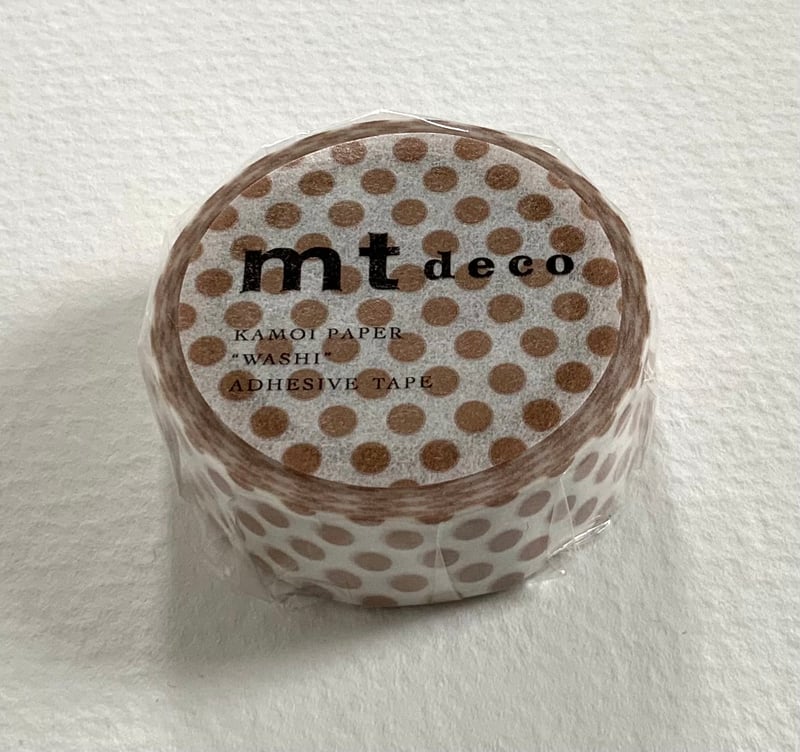 mt deco
KAMOI PAPER
"WASHI"
ADHESIVE TAPE